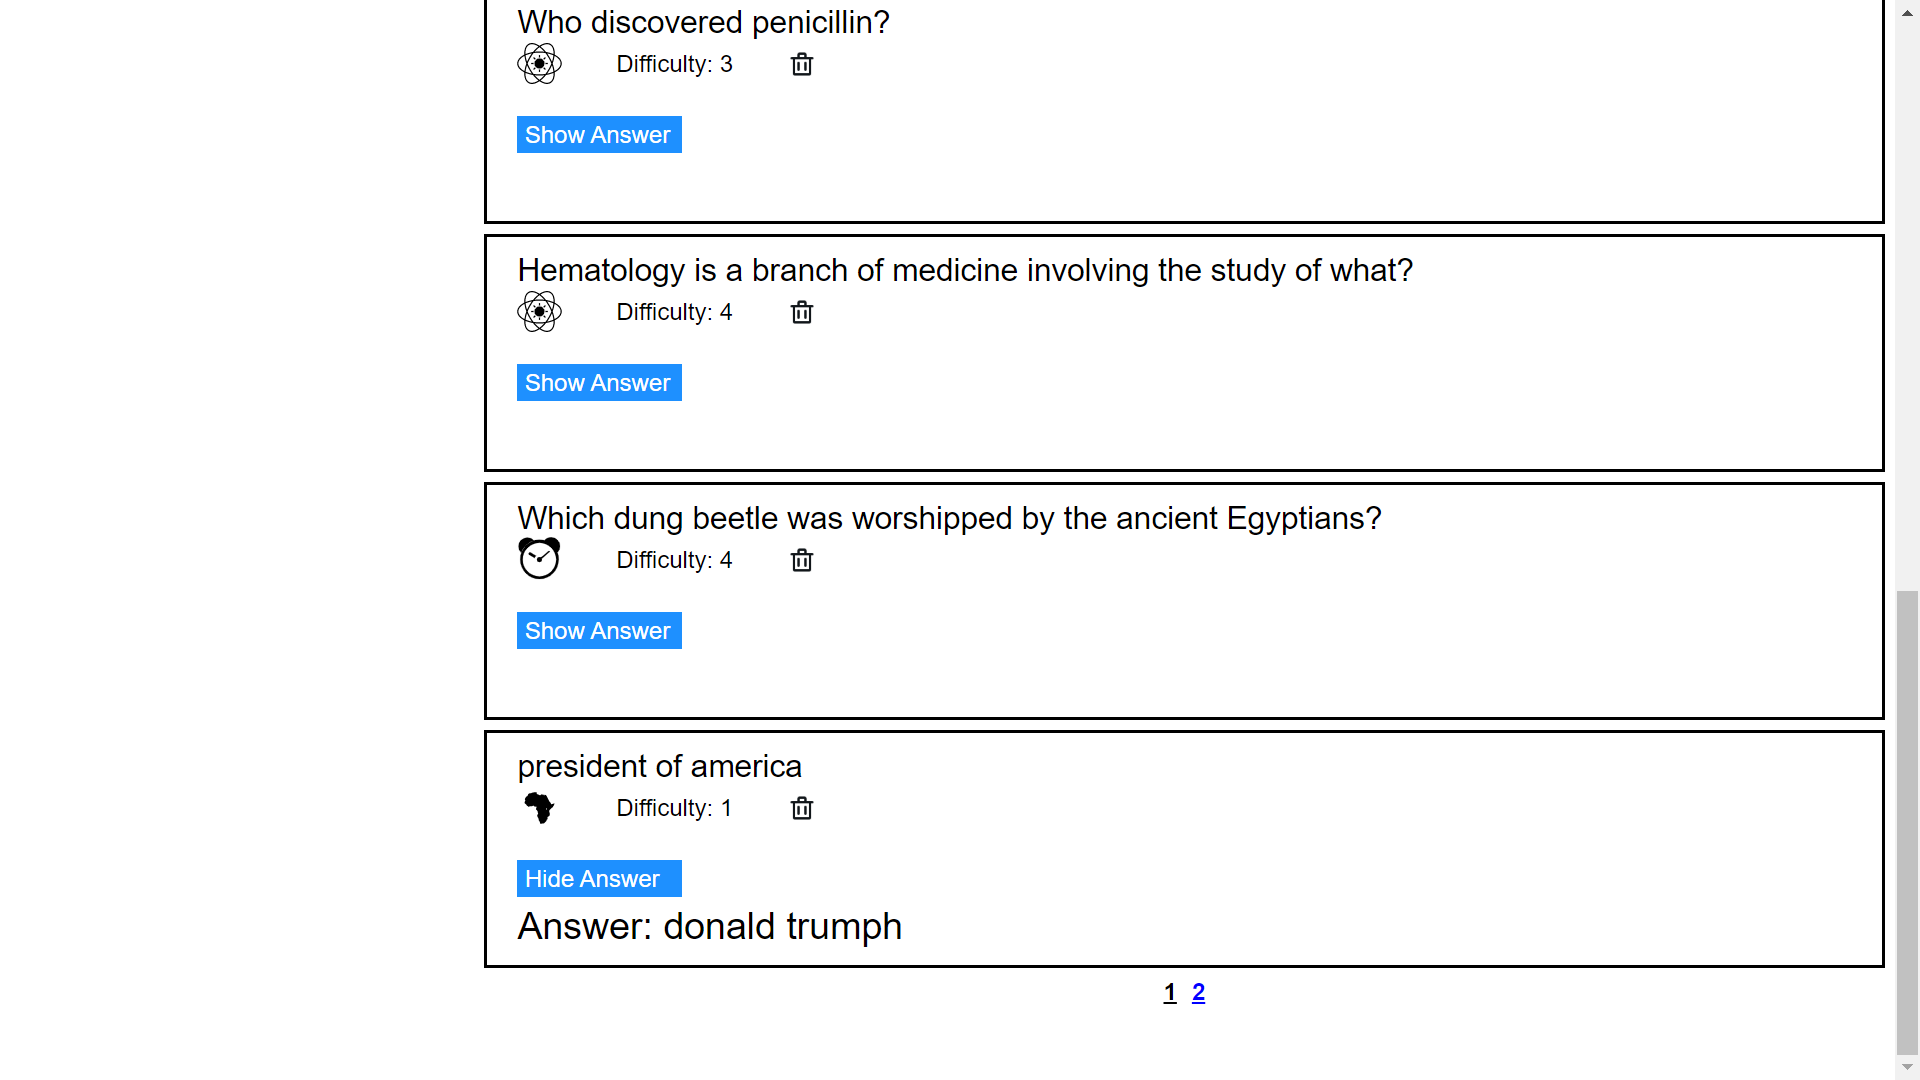 Who discovered penicillin?
Difficulty: 3
Show Answer
Hematology is a branch of medicine involving the study of what?
Difficulty: 4
Show Answer
Which dung beetle was worshipped by the ancient Egyptians?
Difficulty: 4
Show Answer
president of america
Difficulty: 1
Hide Answer
Answer: donald trumph
1 2